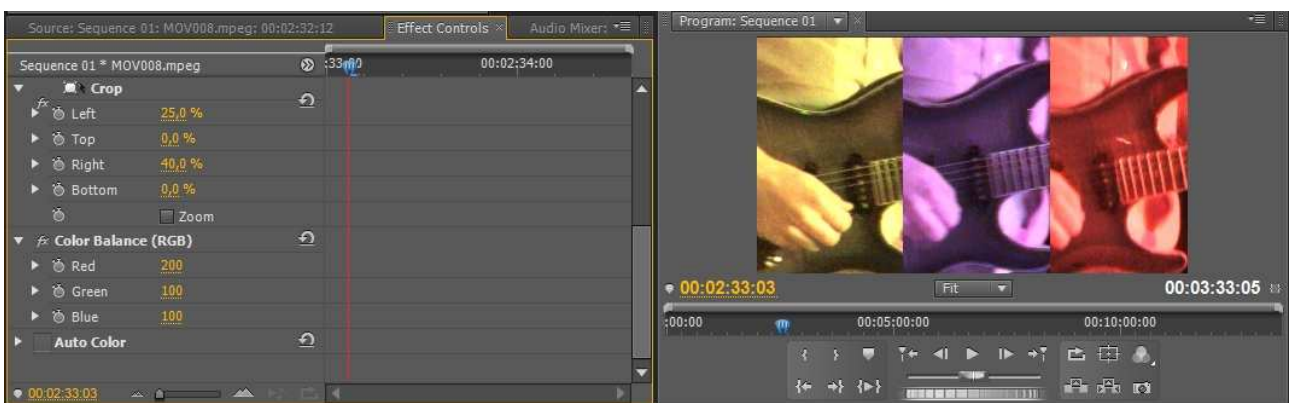 Source: Sequence 01: MOV008.mpeg: 00:02:32:12
Effect Controls
Audio Mixer:
Sequence 01 * MOV008.mpeg
:33:00
00:02:34:00
Crop
fx
Left 25,0 %
Top 0,0 %
Right 40,0 %
Bottom 0,0 %
Zoom
fx Color Balance (RGB)
Red 200
Green 100
Blue 100
Auto Color
00:02:33:03
Program: Sequence 01
00:02:33:03
Fit
00:03:33:05
:00:00
00:05:00:00
00:10:00:00